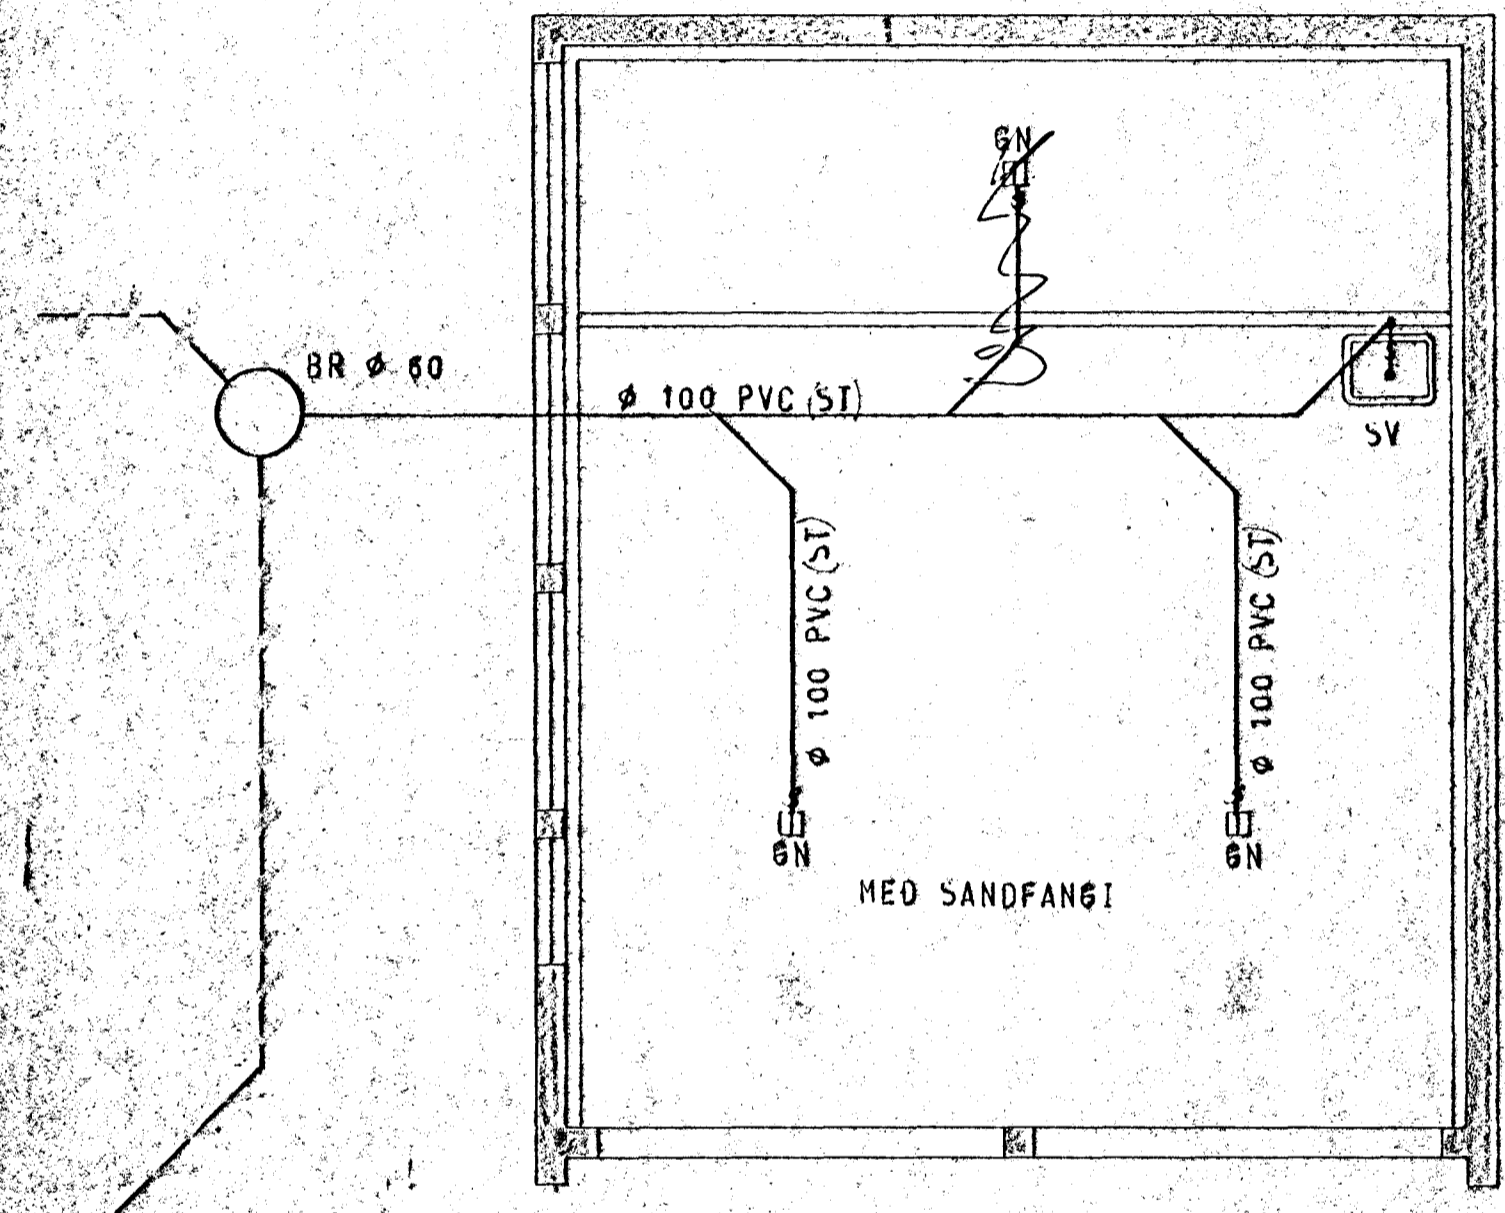 GN
BR Ø 60
Ø 100 PVC (ST)
SV
Ø 100 PVC (ST)
Ø 100 PVC (ST)
GN
GN
MED SANDFANGI